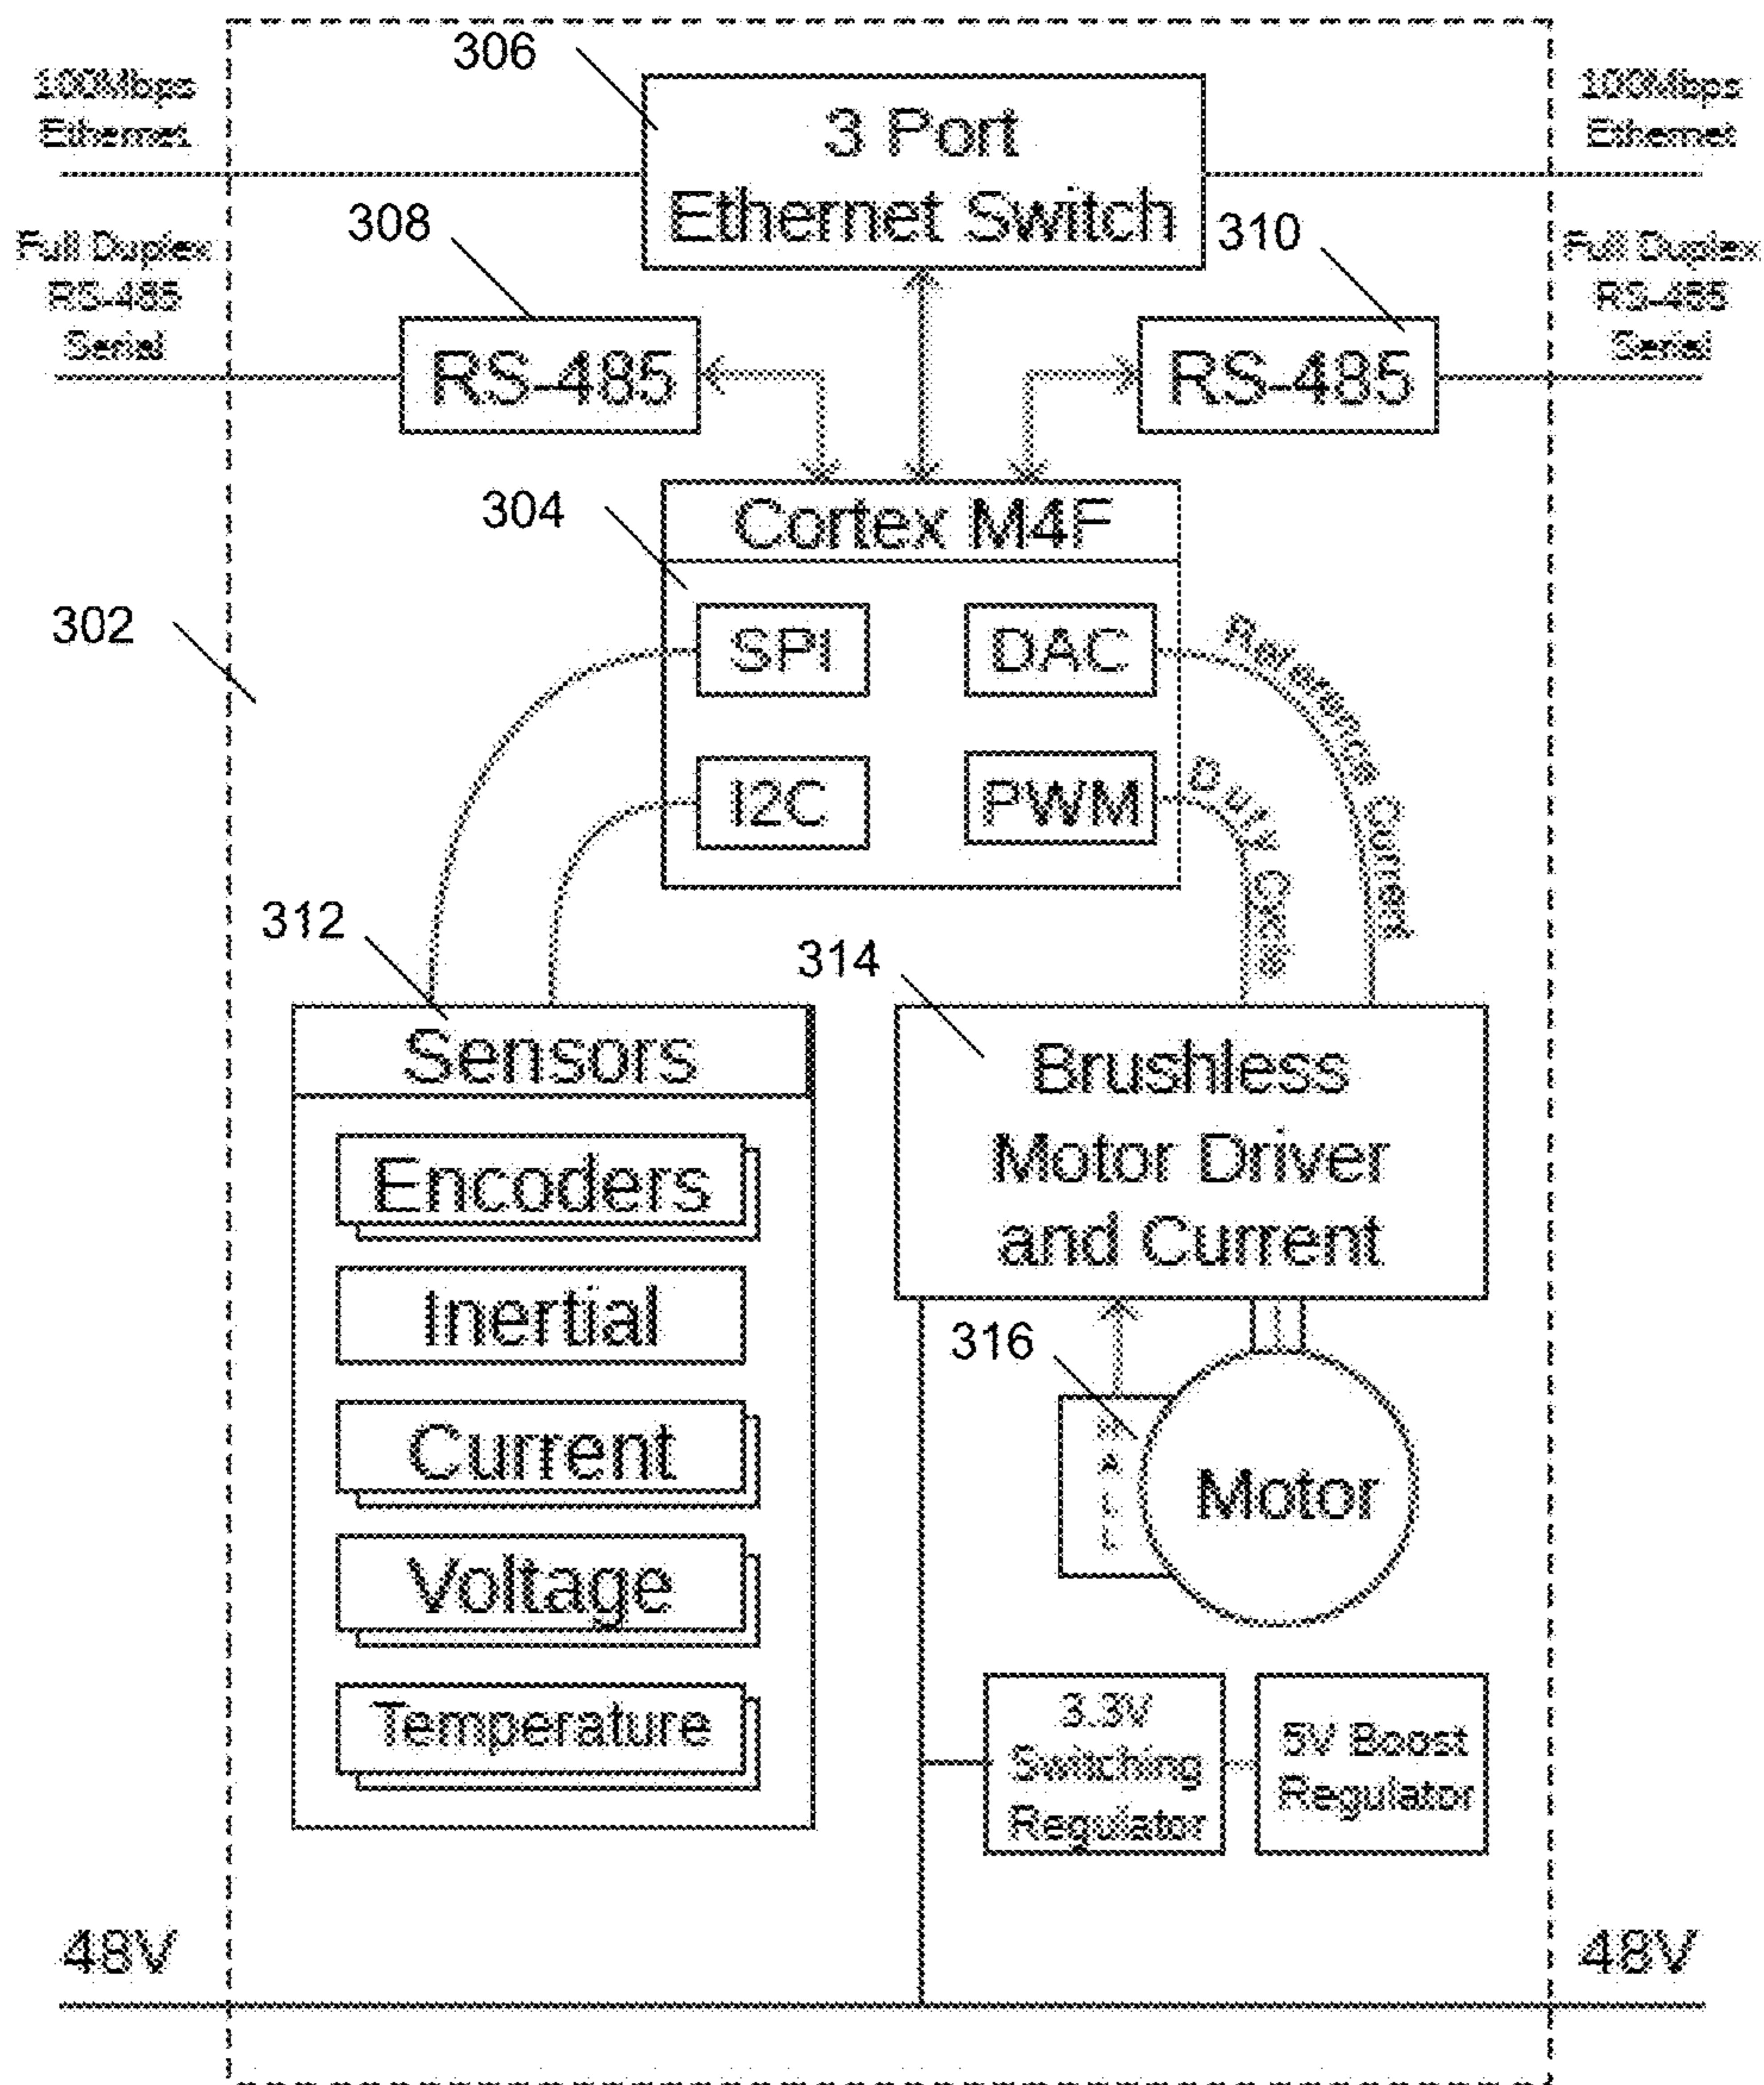 306
100Mbps
Ethernet
3 Port
Ethernet Switch
100Mbps
Ethernet
308
310
Full Duplex
RS-485
Serial
RS-485
RS-485
Full Duplex
RS-485
Serial
304
Cortex M4F
302
SPI
DAC
Reference Current
I2C
PWM
Duty Cycle
312
314
Sensors
Encoders
Inertial
Current
Voltage
Temperature
Brushless
Motor Driver
and Current
316
HALL
Motor
3.3V
Switching
Regulator
5V Boost
Regulator
48V
48V